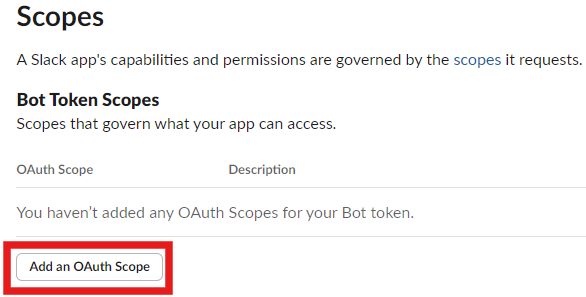 Scopes
A Slack app's capabilities and permissions are governed by the scopes it requests.
Bot Token Scopes
Scopes that govern what your app can access.
OAuth Scope Description
You haven’t added any OAuth Scopes for your Bot token.
Add an OAuth Scope